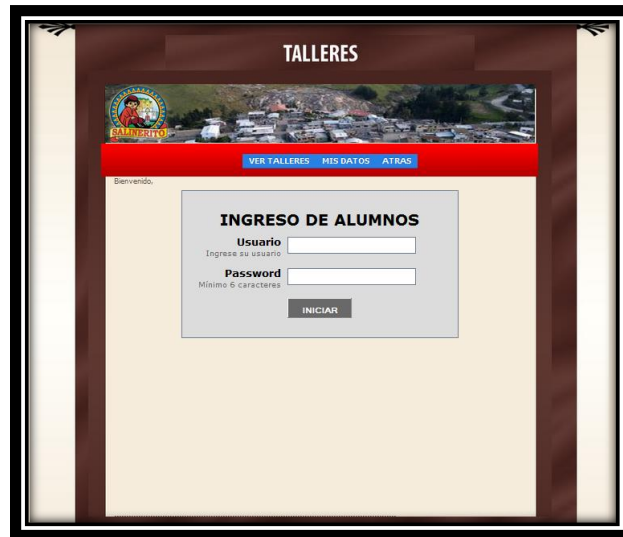 TALLERES
SALINERITO
VER TALLERES MIS DATOS ATRAS
Bienvenido,
INGRESO DE ALUMNOS
Usuario
Ingrese su usuario
Password
Mínimo 6 caracteres
INICIAR